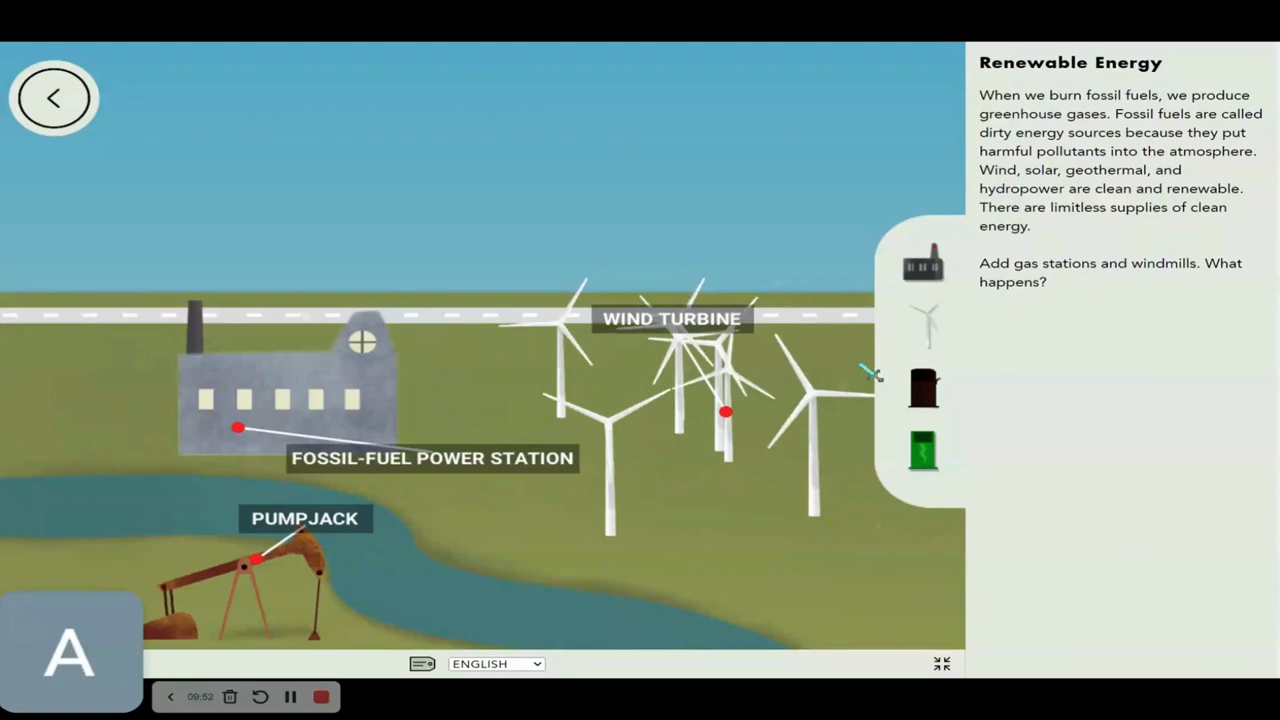 Renewable Energy
When we burn fossil fuels, we produce
greenhouse gases. Fossil fuels are called
dirty energy sources because they put
harmful pollutants into the atmosphere.
Wind, solar, geothermal, and
hydropower are clean and renewable.
There are limitless supplies of clean
energy.
Add gas stations and windmills. What
happens?
WIND TURBINE
FOSSIL-FUEL POWER STATION
PUMPJACK
A
ENGLISH
09:52